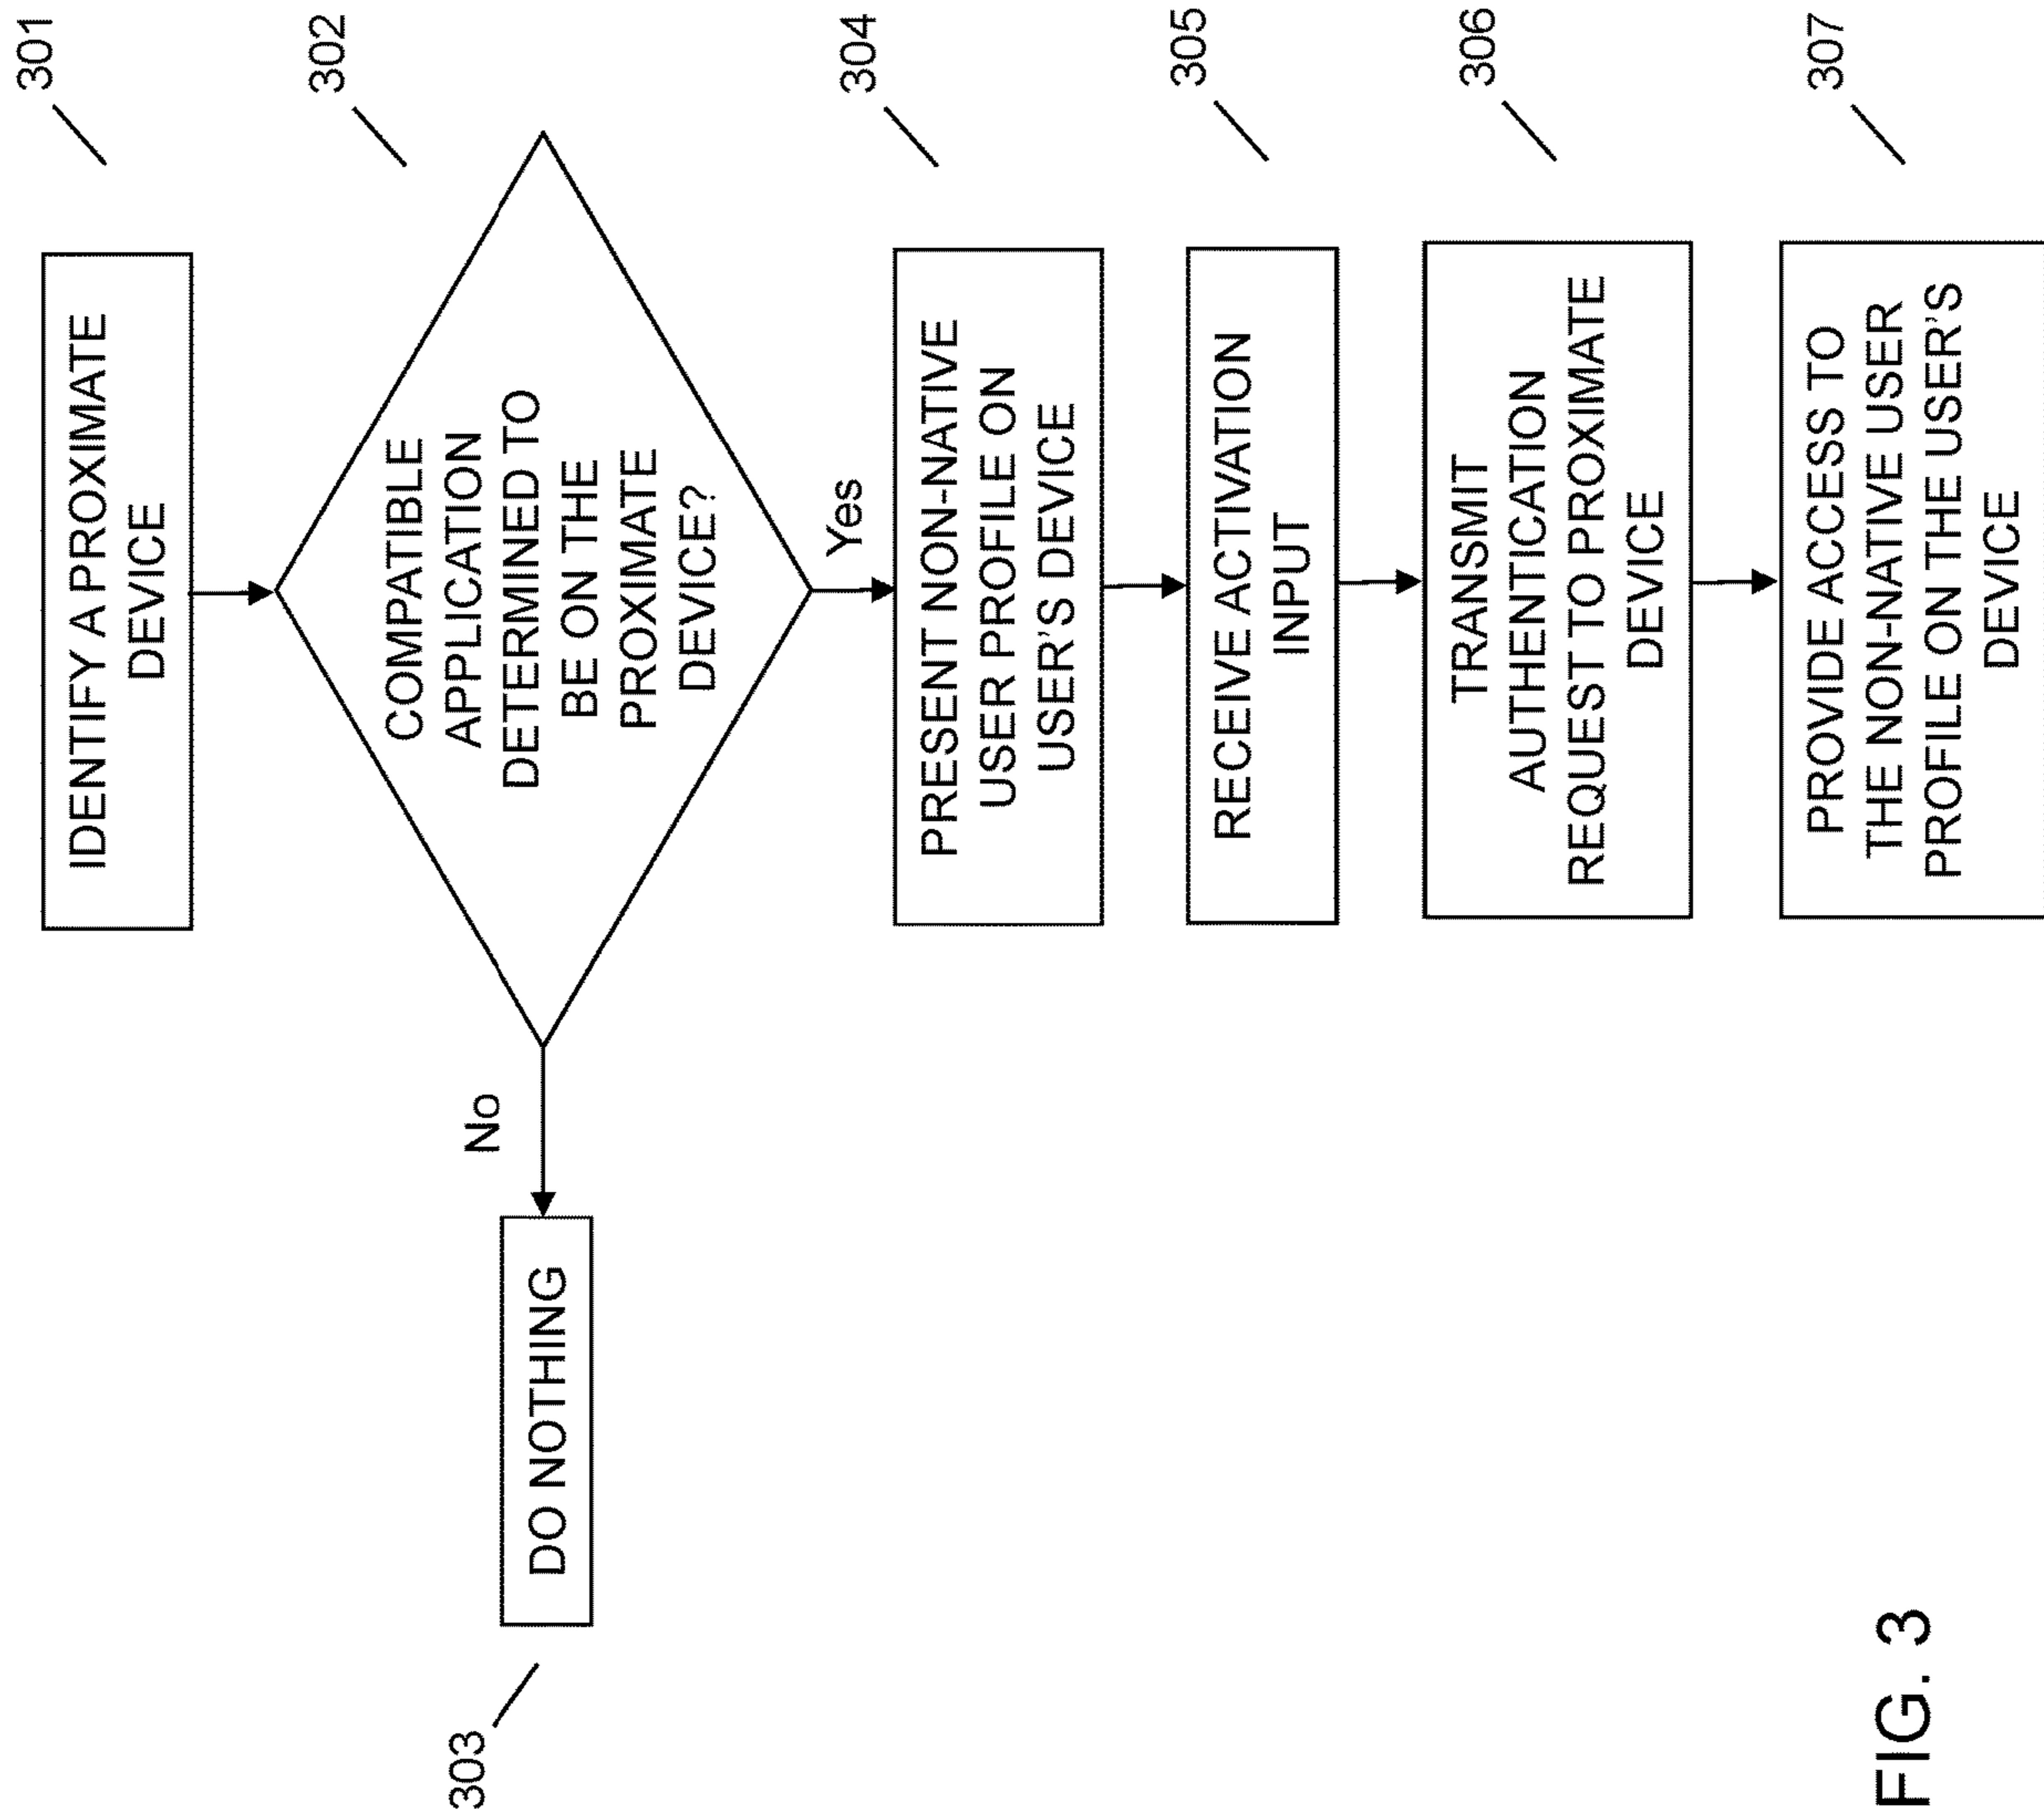 301
IDENTIFY A PROXIMATE
DEVICE
302
COMPATIBLE
APPLICATION
DETERMINED TO
BE ON THE
PROXIMATE
DEVICE?
No
303
DO NOTHING
Yes
304
PRESENT NON-NATIVE
USER PROFILE ON
USER'S DEVICE
305
RECEIVE ACTIVATION
INPUT
306
TRANSMIT
AUTHENTICATION
REQUEST TO PROXIMATE
DEVICE
307
PROVIDE ACCESS TO
THE NON-NATIVE USER
PROFILE ON THE USER'S
DEVICE
FIG. 3